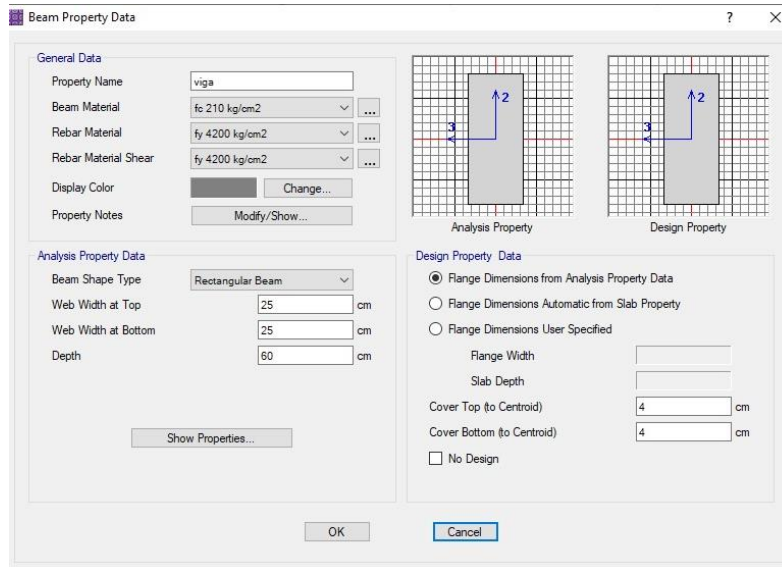 Beam Property Data
? X
General Data
Property Name viga
Beam Material fc 210 kg/cm2 ...
Rebar Material fy 4200 kg/cm2 ...
Rebar Material Shear fy 4200 kg/cm2 ...
Display Color Change...
Property Notes Modify/Show...
2
3
Analysis Property
2
3
Design Property
Analysis Property Data
Beam Shape Type Rectangular Beam
Web Width at Top 25 cm
Web Width at Bottom 25 cm
Depth 60 cm
Show Properties...
Design Property Data
Flange Dimensions from Analysis Property Data
Flange Dimensions Automatic from Slab Property
Flange Dimensions User Specified
Flange Width
Slab Depth
Cover Top (to Centroid) 4 cm
Cover Bottom (to Centroid) 4 cm
No Design
OK Cancel